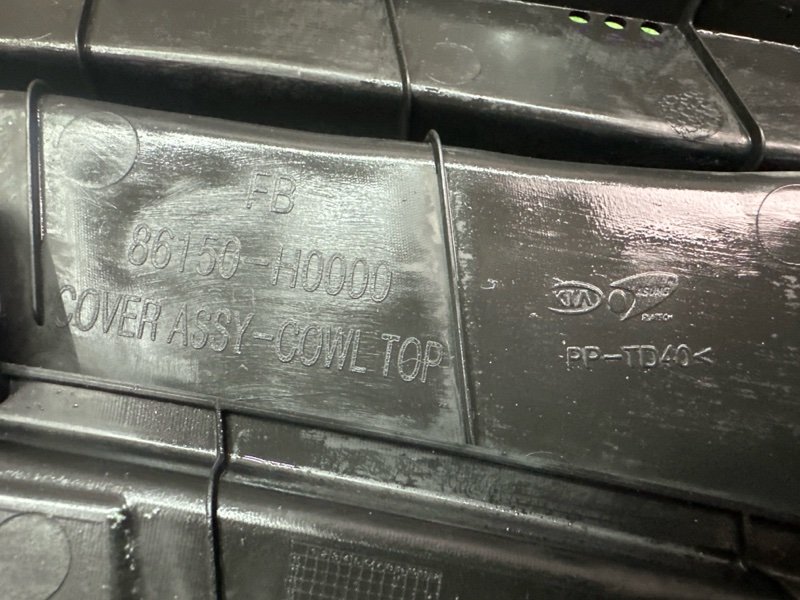 FB
86150-H0000
COVER ASSY-COWL TOP
KIA
PP-TD40<